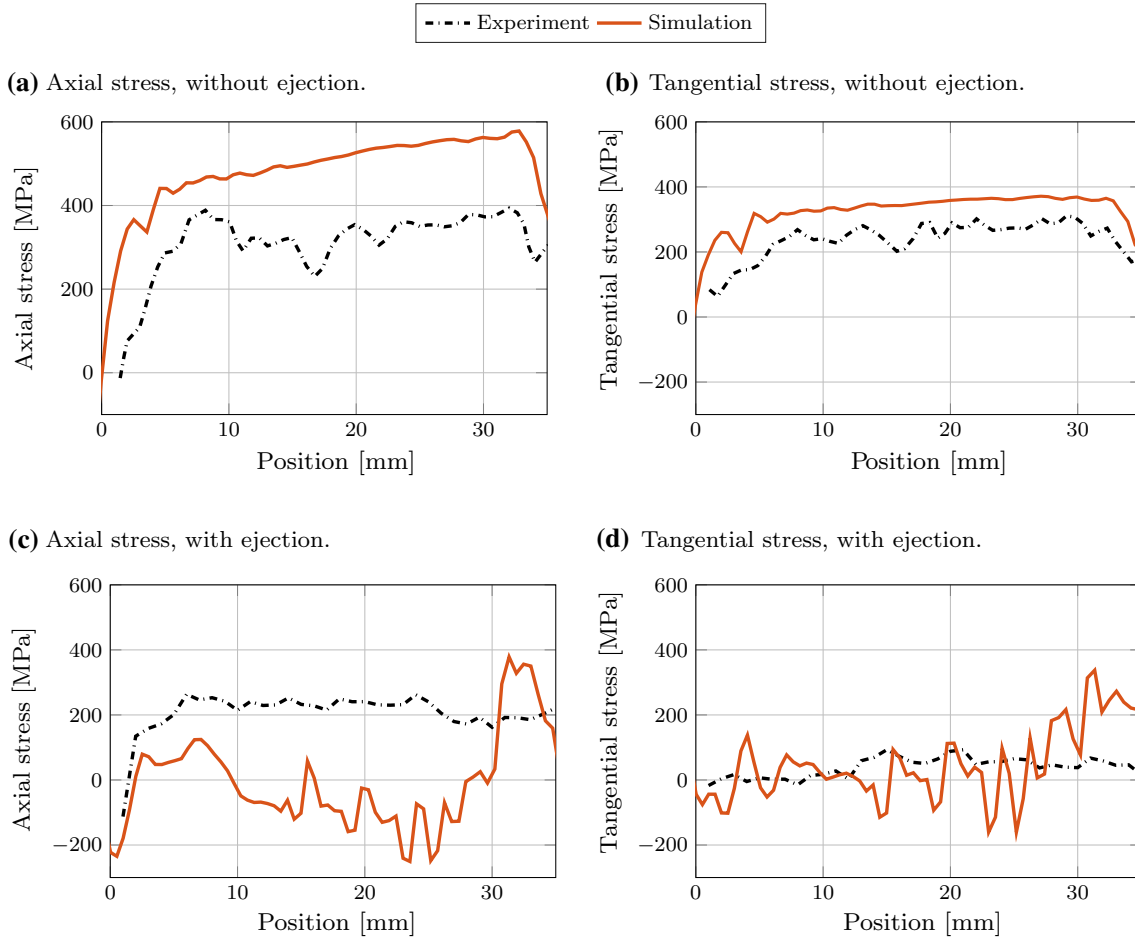 Experiment Simulation
(a) Axial stress, without ejection.
600
400
200
0
0 10 20 30
Axial stress [MPa]
Position [mm]
(b) Tangential stress, without ejection.
600
400
200
0
−200
0 10 20 30
Tangential stress [MPa]
Position [mm]
(c) Axial stress, with ejection.
600
400
200
0
−200
0 10 20 30
Axial stress [MPa]
Position [mm]
(d) Tangential stress, with ejection.
600
400
200
0
−200
0 10 20 30
Tangential stress [MPa]
Position [mm]